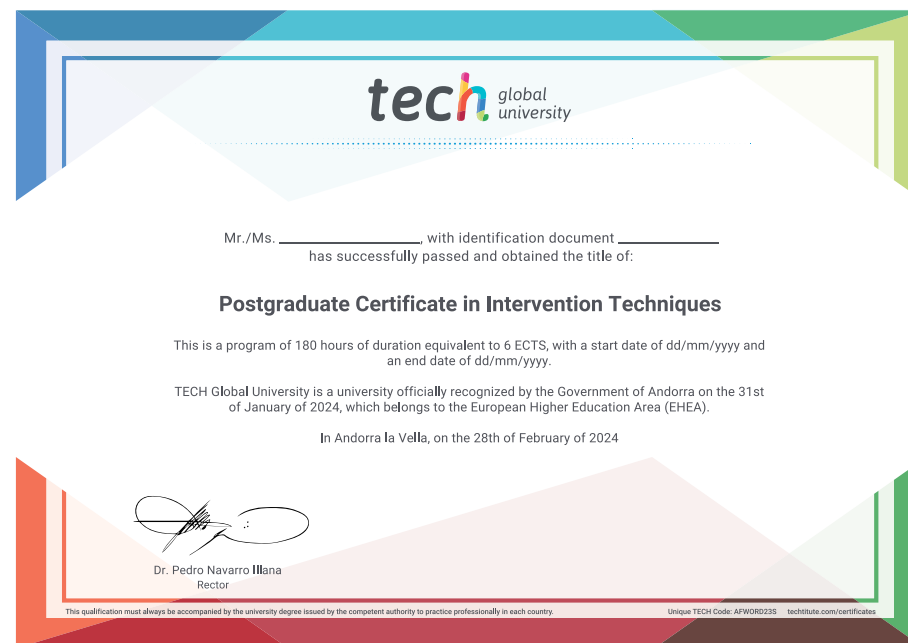 tech global university
Mr./Ms. ____________, with identification document ____________
has successfully passed and obtained the title of:
Postgraduate Certificate in Intervention Techniques
This is a program of 180 hours of duration equivalent to 6 ECTS, with a start date of dd/mm/yyyy and
an end date of dd/mm/yyyy.
TECH Global University is a university officially recognized by the Government of Andorra on the 31st
of January of 2024, which belongs to the European Higher Education Area (EHEA).
In Andorra la Vella, on the 28th of February of 2024
Dr. Pedro Navarro Illana
Rector
This qualification must always be accompanied by the university degree issued by the competent authority to practice professionally in each country.
Unique TECH Code: AFWORD23S techtitute.com/certificates